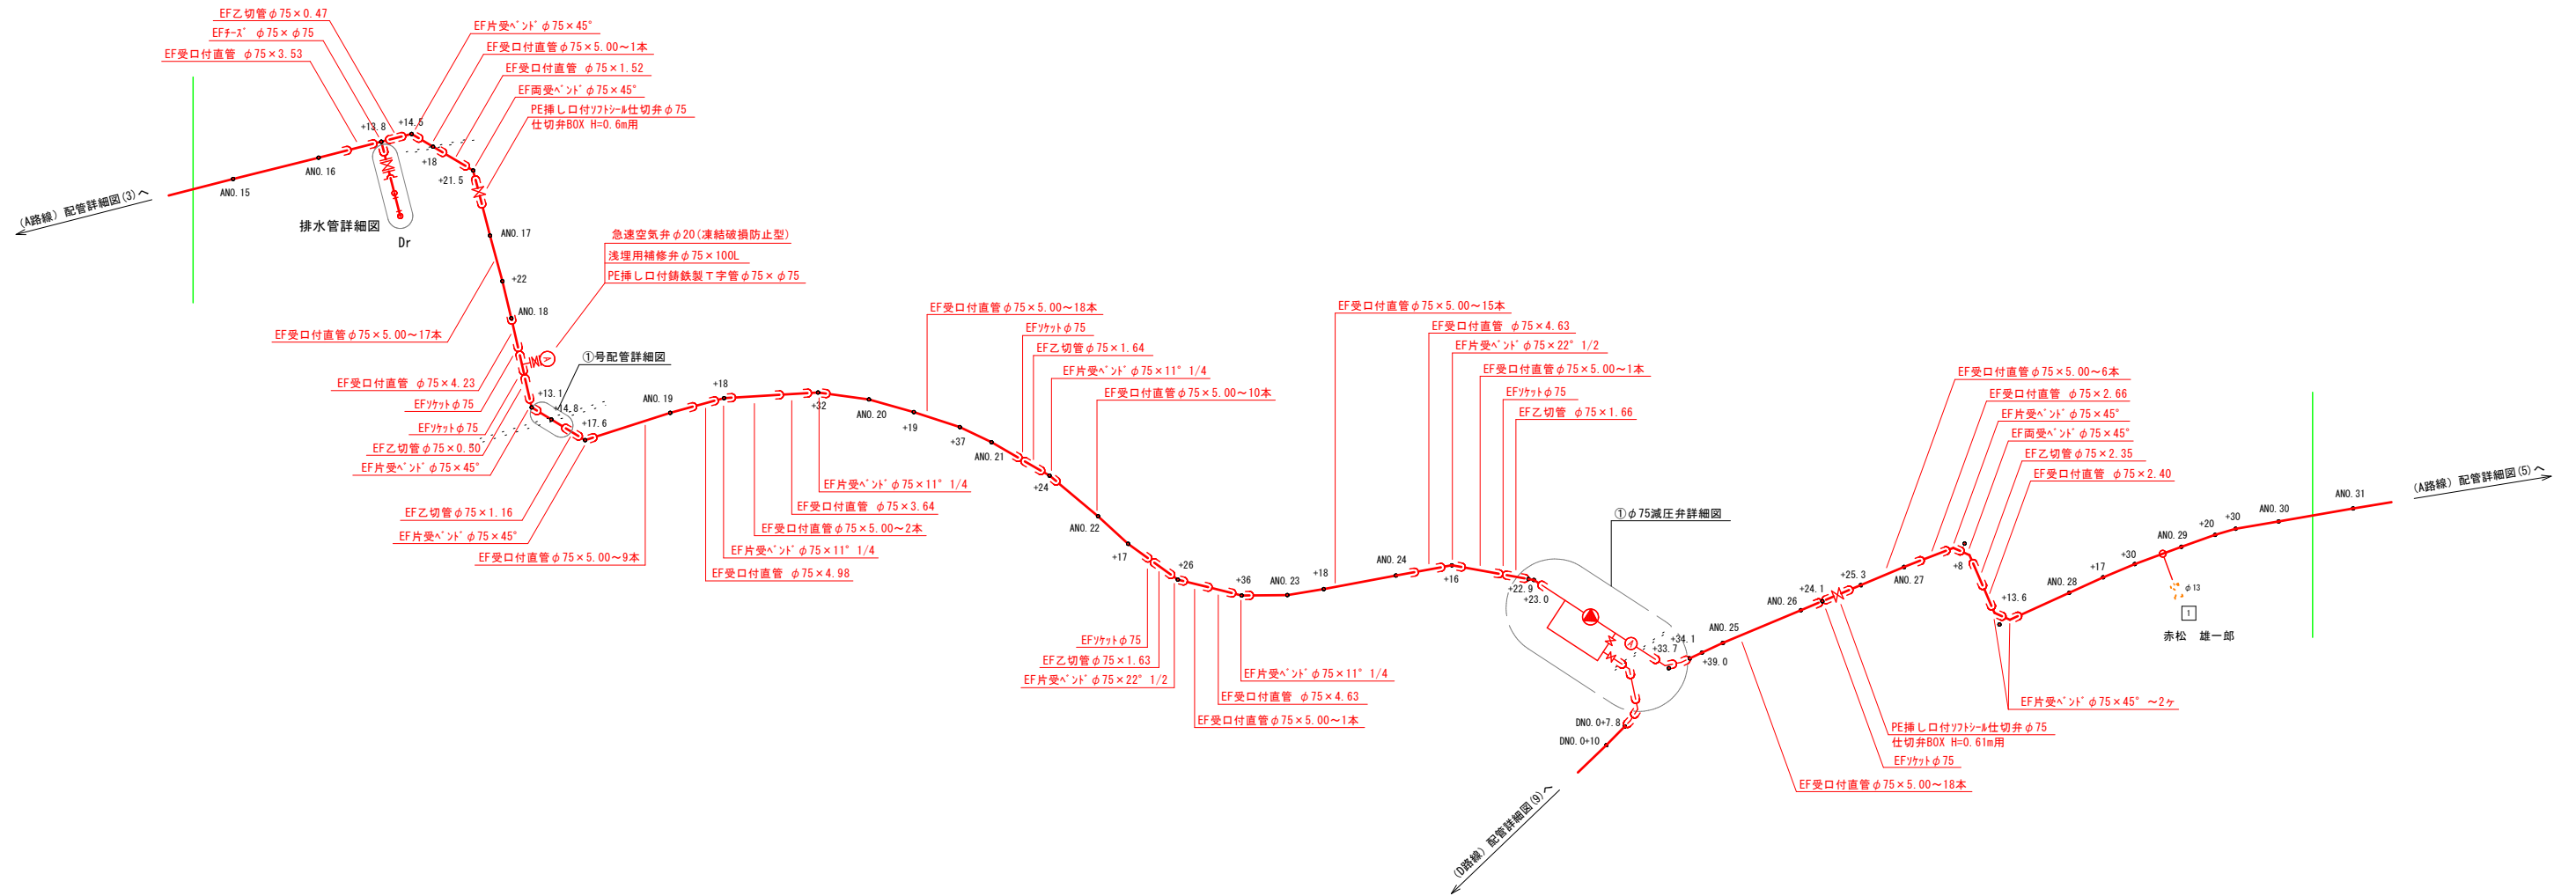 EF乙切管φ75×0.47
EFﾁｰｽﾞ φ75×φ75
EF受口付直管 φ75×3.53
EF片受ﾍﾞﾝﾄﾞφ75×45°
EF受口付直管φ75×5.00～1本
EF受口付直管 φ75×1.52
EF両受ﾍﾞﾝﾄﾞφ75×45°
PE挿し口付ｿﾌﾄｼｰﾙ仕切弁φ75
仕切弁BOX H=0.6m用
+13.8
+14.5
+18
+21.5
ANO.16
ANO.15
(A路線) 配管詳細図(3)へ
排水管詳細図
Dr
ANO.17
+22
ANO.18
急速空気弁φ20(凍結破損防止型)
浅埋用補修弁φ75×100L
PE挿し口付鋳鉄製T字管φ75×φ75
EF受口付直管φ75×5.00～17本
①号配管詳細図
A
EF受口付直管 φ75×4.23
EFｿｹｯﾄφ75
EFｿｹｯﾄφ75
EF乙切管φ75×0.50
EF片受ﾍﾞﾝﾄﾞφ75×45°
+13.1
+14.8
+17.6
EF乙切管φ75×1.16
EF片受ﾍﾞﾝﾄﾞφ75×45°
EF受口付直管φ75×5.00～9本
ANO.19
+18
+32
EF片受ﾍﾞﾝﾄﾞφ75×11° 1/4
EF受口付直管 φ75×3.64
EF受口付直管φ75×5.00～2本
EF片受ﾍﾞﾝﾄﾞφ75×11° 1/4
EF受口付直管 φ75×4.98
ANO.20
+19
+37
ANO.21
+24
EF受口付直管φ75×5.00～18本
EFｿｹｯﾄφ75
EF乙切管φ75×1.64
EF片受ﾍﾞﾝﾄﾞφ75×11° 1/4
EF受口付直管φ75×5.00～10本
ANO.22
+17
+26
+36
EFｿｹｯﾄφ75
EF乙切管φ75×1.63
EF片受ﾍﾞﾝﾄﾞφ75×22° 1/2
EF片受ﾍﾞﾝﾄﾞφ75×11° 1/4
EF受口付直管 φ75×4.63
EF受口付直管φ75×5.00～1本
ANO.23
+18
ANO.24
+16
EF受口付直管φ75×5.00～15本
EF受口付直管 φ75×4.63
EF片受ﾍﾞﾝﾄﾞφ75×22° 1/2
EF受口付直管φ75×5.00～1本
EFｿｹｯﾄφ75
EF乙切管 φ75×1.66
①φ75減圧弁詳細図
+22.9
+23.0
A
+34.1
+33.7
+39.0
ANO.25
DNO.0+7.8
DNO.0+10
(D路線) 配管詳細図(9)へ
ANO.26
+24.1
+25.3
ANO.27
+8
+13.6
EF受口付直管φ75×5.00～6本
EF受口付直管 φ75×2.66
EF片受ﾍﾞﾝﾄﾞφ75×45°
EF両受ﾍﾞﾝﾄﾞφ75×45°
EF乙切管 φ75×2.35
EF受口付直管 φ75×2.40
EF片受ﾍﾞﾝﾄﾞφ75×45° ～2ヶ
PE挿し口付ｿﾌﾄｼｰﾙ仕切弁φ75
仕切弁BOX H=0.61m用
EFｿｹｯﾄφ75
EF受口付直管φ75×5.00～18本
ANO.28
+17
+30
ANO.29
+20
+30
ANO.30
ANO.31
φ13
1
赤松 雄一郎
(A路線) 配管詳細図(5)へ